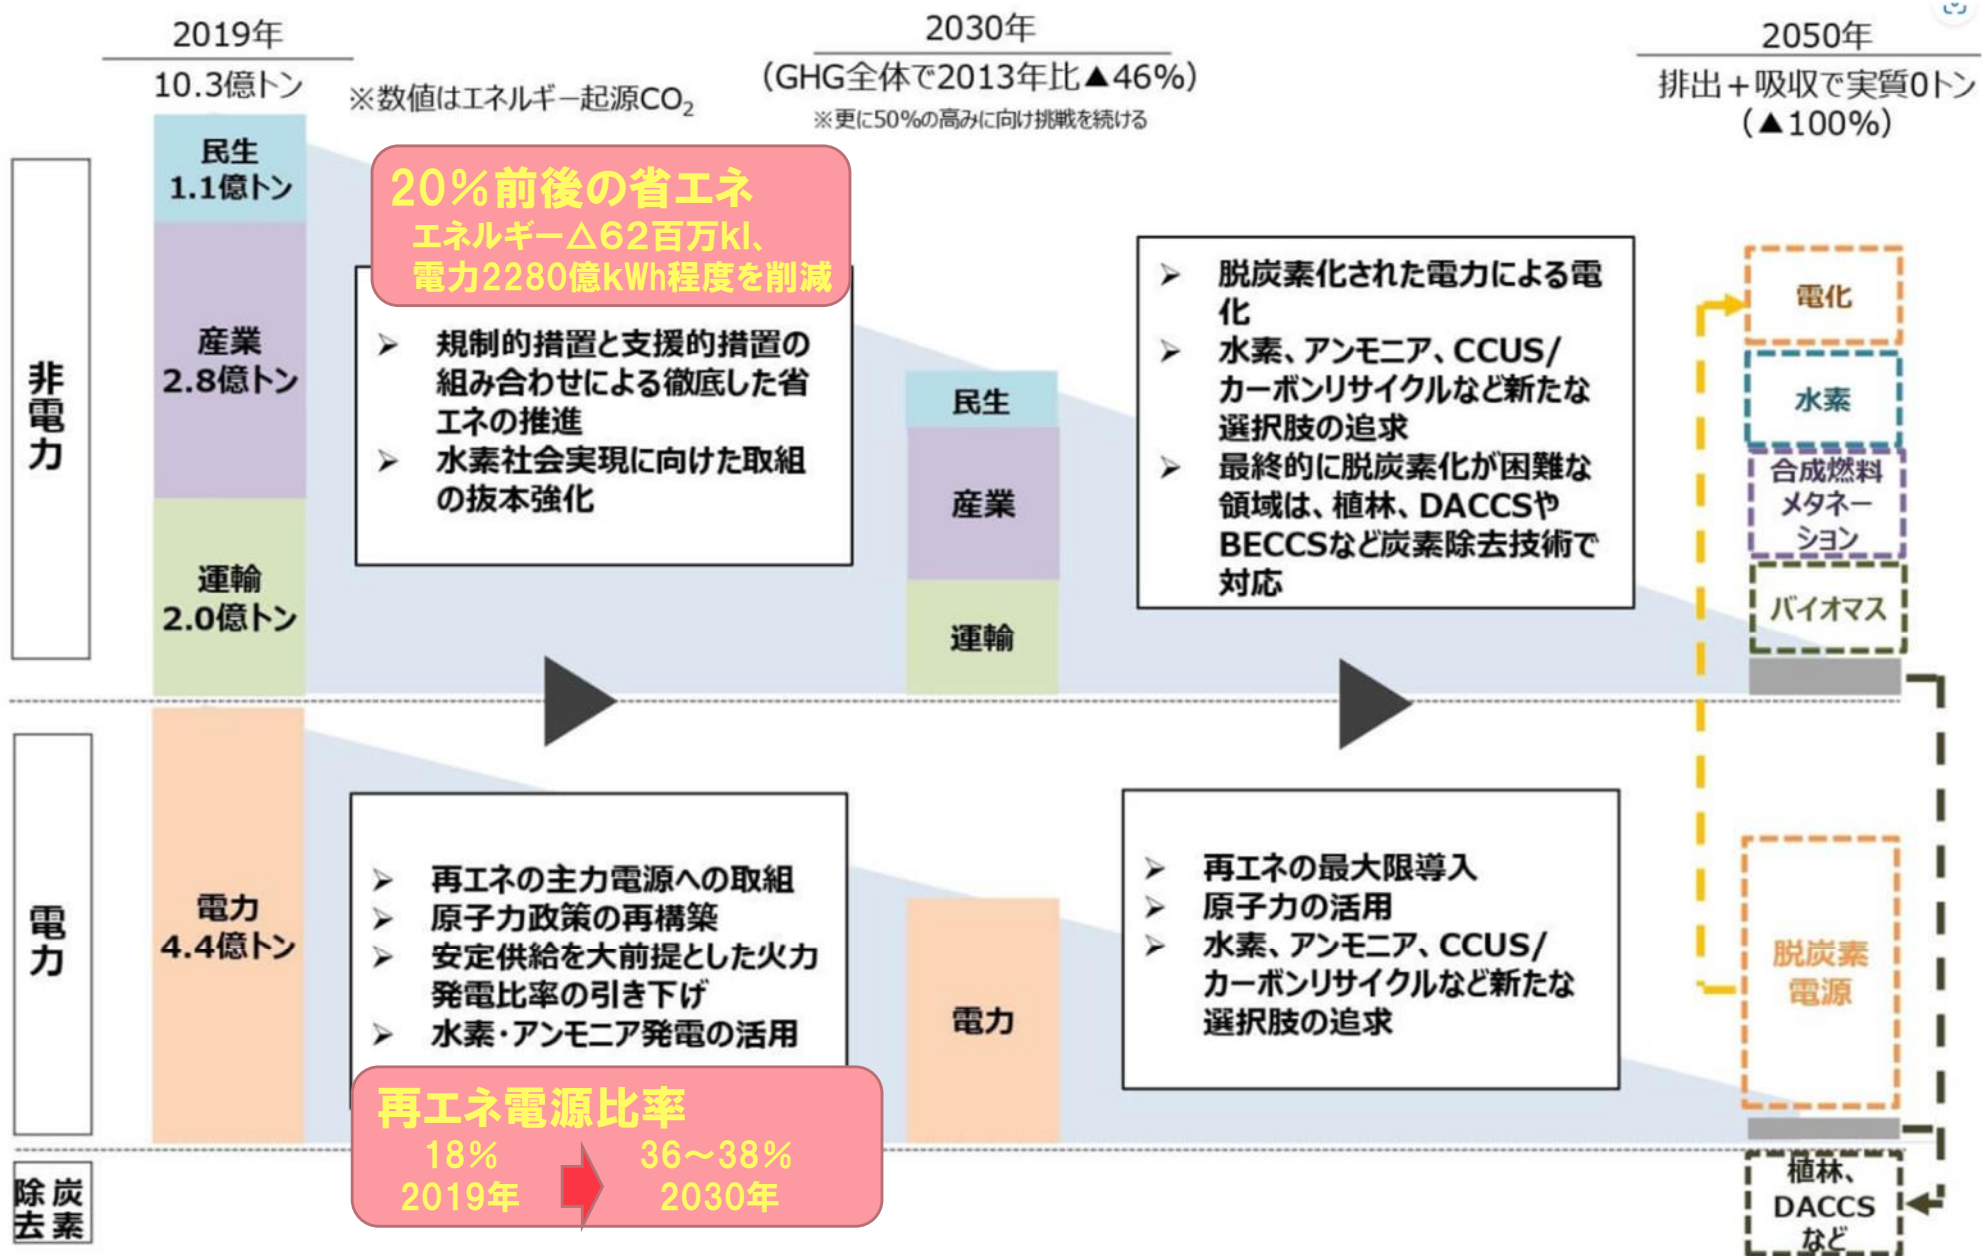 2019年
10.3億トン
※数値はエネルギー起源CO₂
2030年
(GHG全体で2013年比▲46%)
※更に50%の高みに向け挑戦を続ける
2050年
排出+吸収で実質0トン
(▲100%)
非電力
民生
1.1億トン
産業
2.8億トン
運輸
2.0億トン
20%前後の省エネ
エネルギー△62百万kl、
電力2280億kWh程度を削減
➢ 規制的措置と支援的措置の
組み合わせによる徹底した省
エネの推進
➢ 水素社会実現に向けた取組
の抜本強化
民生
産業
運輸
➢ 脱炭素化された電力による電
化
➢ 水素、アンモニア、CCUS/
カーボンリサイクルなど新たな
選択肢の追求
➢ 最終的に脱炭素化が困難な
領域は、植林、DACCSや
BECCSなど炭素除去技術で
対応
電化
水素
合成燃料
メタネー
ション
バイオマス
電力
電力
4.4億トン
➢ 再エネの主力電源への取組
➢ 原子力政策の再構築
➢ 安定供給を大前提とした火力
発電比率の引き下げ
➢ 水素・アンモニア発電の活用
再エネ電源比率
18% 36〜38%
2019年 2030年
電力
➢ 再エネの最大限導入
➢ 原子力の活用
➢ 水素、アンモニア、CCUS/
カーボンリサイクルなど新たな
選択肢の追求
脱炭素
電源
炭素
除去
植林、
DACCS
など